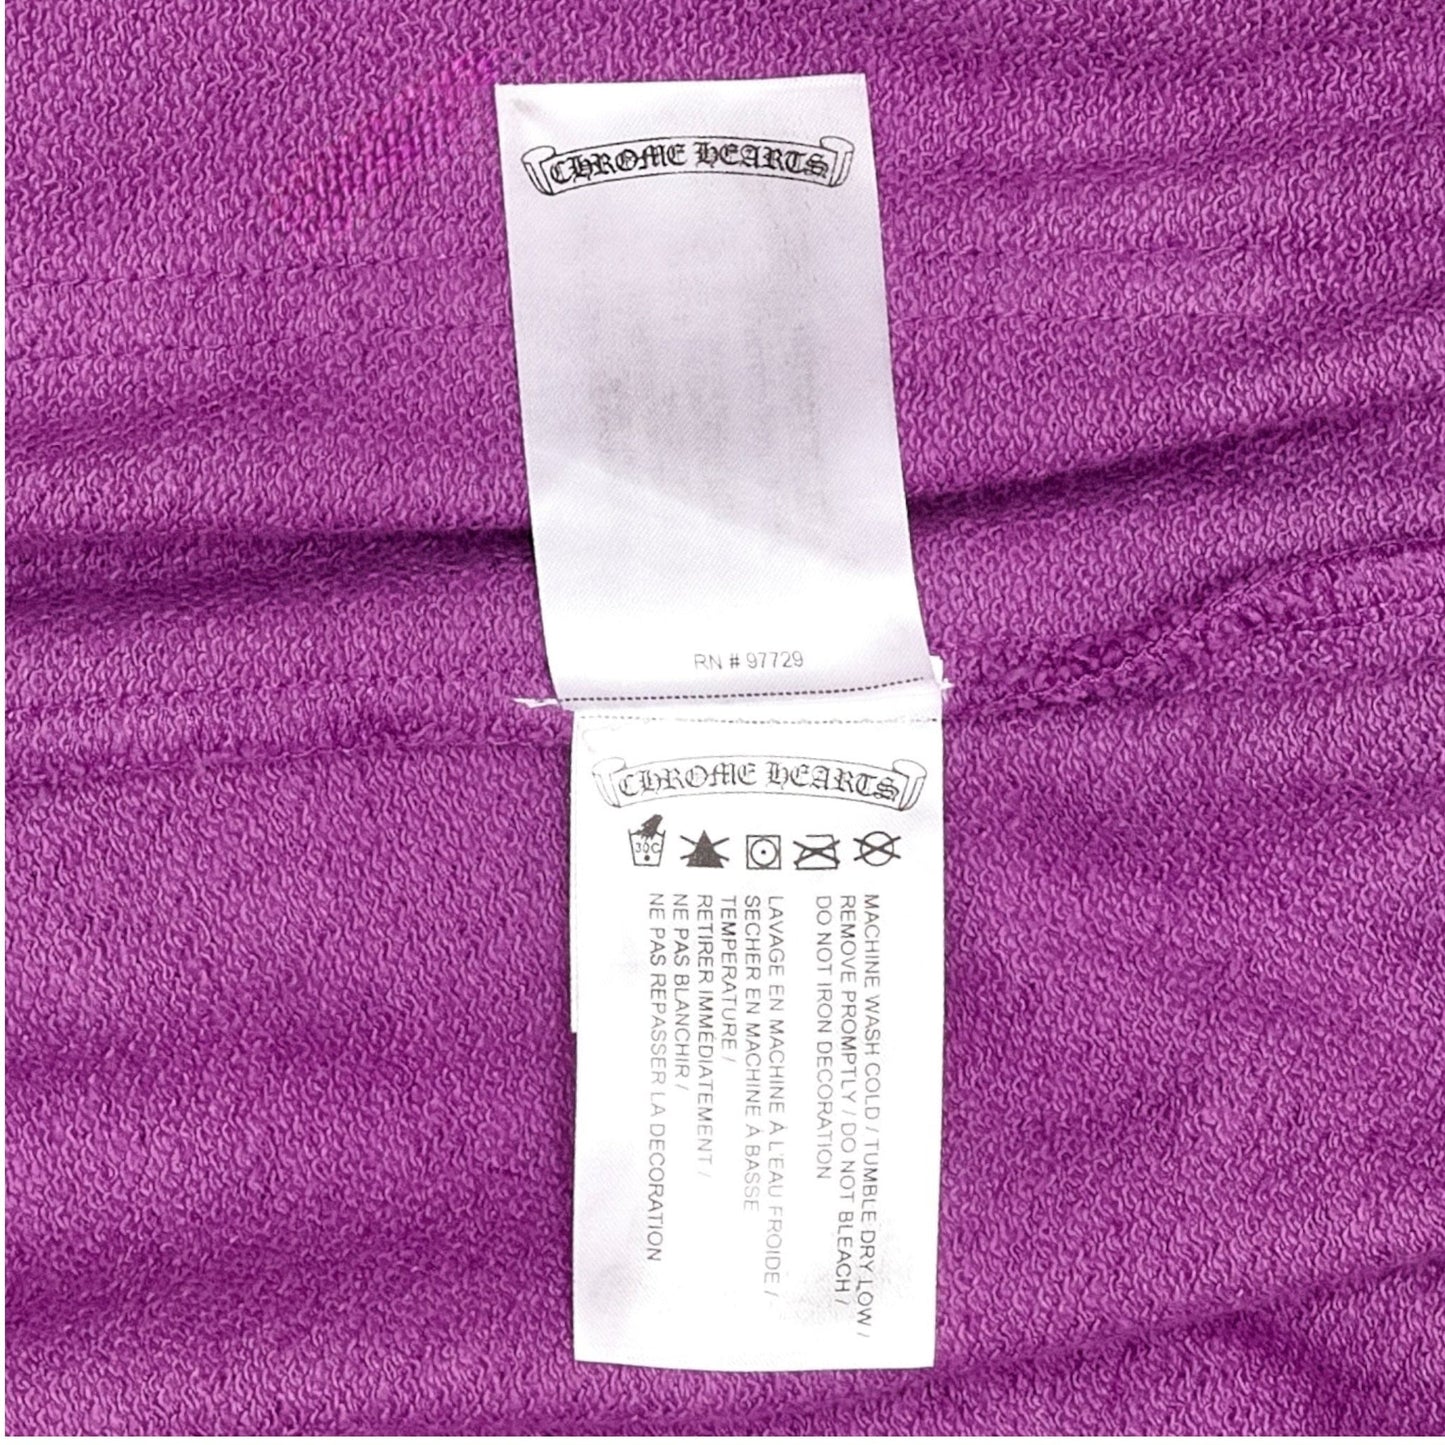 CHROME HEARTS
RN # 97729
CHROME HEARTS
30C
MACHINE WASH COLD / TUMBLE DRY LOW /
REMOVE PROMPTLY / DO NOT BLEACH /
DO NOT IRON DECORATION
LAVAGE EN MACHINE À L'EAU FROIDE /
SECHER EN MACHINE A BASSE
TEMPERATURE /
RETIRER IMMÉDIATEMENT /
NE PAS BLANCHIR /
NE PAS REPASSER LA DECORATION